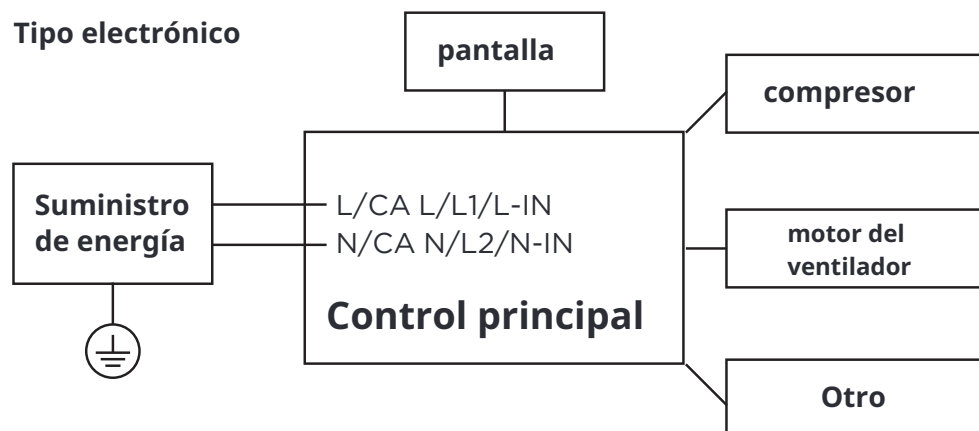 Tipo electrónico
pantalla
compresor
Suministro
de energía
L/CA L/L1/L-IN
N/CA N/L2/N-IN
Control principal
motor del
ventilador
Otro